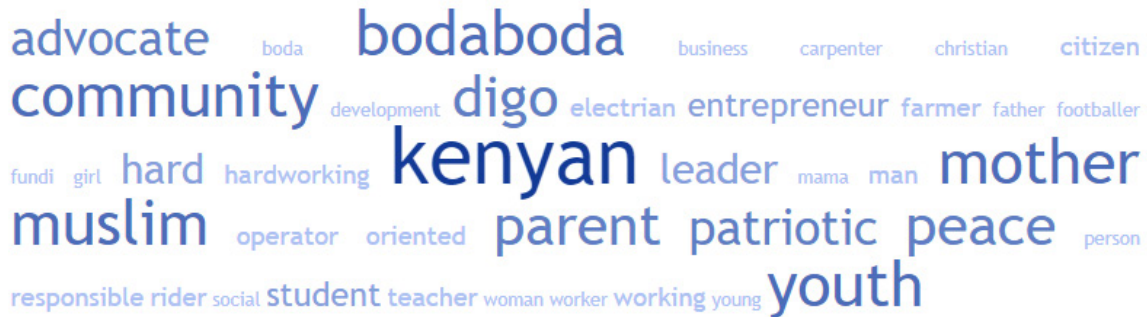 advocate boda bodaboda business carpenter christian citizen
community development digo electrian entrepreneur farmer father footballer
fundi girl hard hardworking kenyan leader mama man mother
muslim operator oriented parent patriotic peace person
responsible rider social student teacher woman worker working young youth